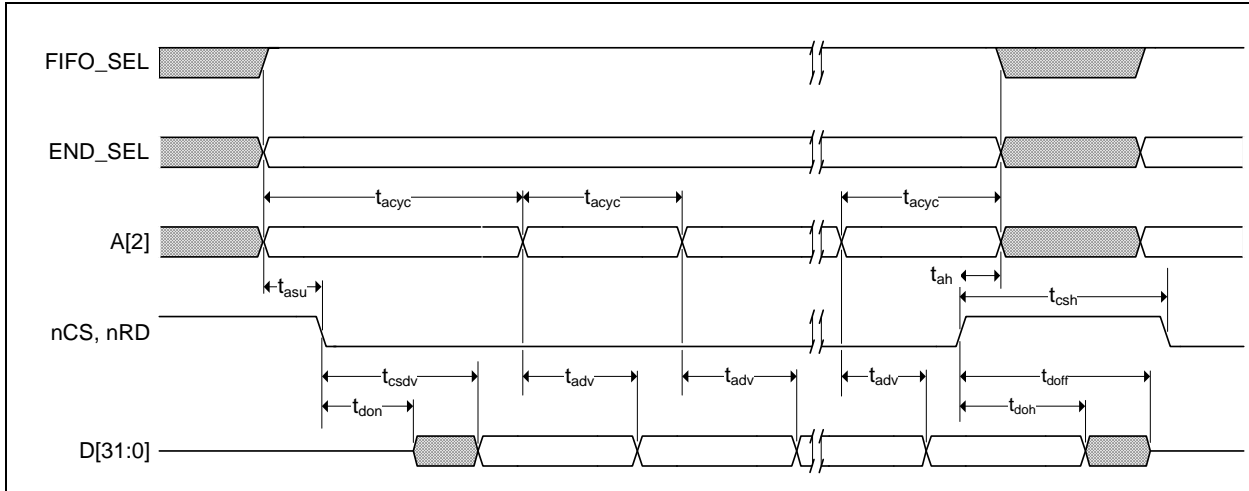 FIFO_SEL
END_SEL
tacyc tacyc tacyc
A[2]
tah
tasu tcsh
nCS, nRD
tcsdv tadv tadv tadv tdoff
tdon tdoh
D[31:0]